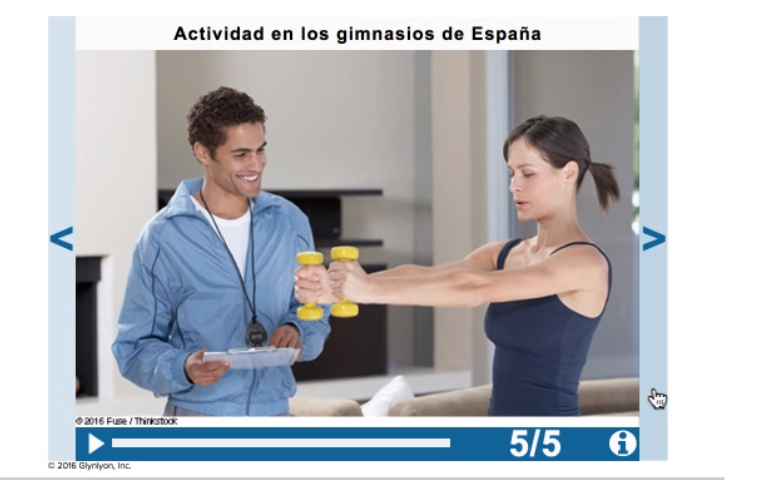 Actividad en los gimnasios de España
< >
© 2016 Fuse / Thinkstock
5/5 i
© 2016 Glynlyon, Inc.